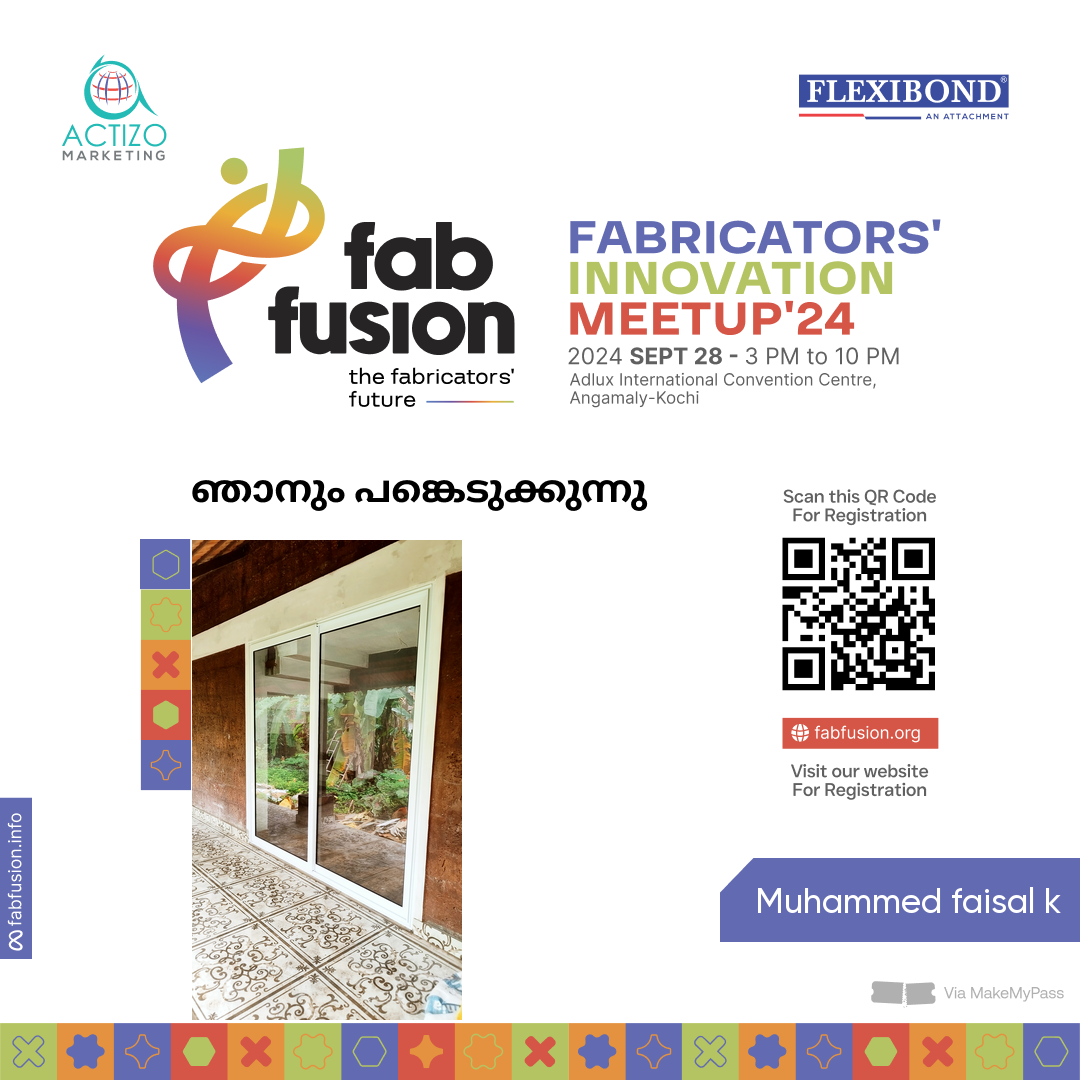 ACTIZO
MARKETING
FLEXIBOND®
AN ATTACHMENT
fab
fusion
the fabricators'
future
FABRICATORS'
INNOVATION
MEETUP'24
2024 SEPT 28 - 3 PM to 10 PM
Adlux International Convention Centre,
Angamaly-Kochi
ഞാനും പങ്കെടുക്കുന്നു
Scan this QR Code
For Registration
fabfusion.org
Visit our website
For Registration
fabfusion.info
Muhammed faisal k
Via MakeMyPass